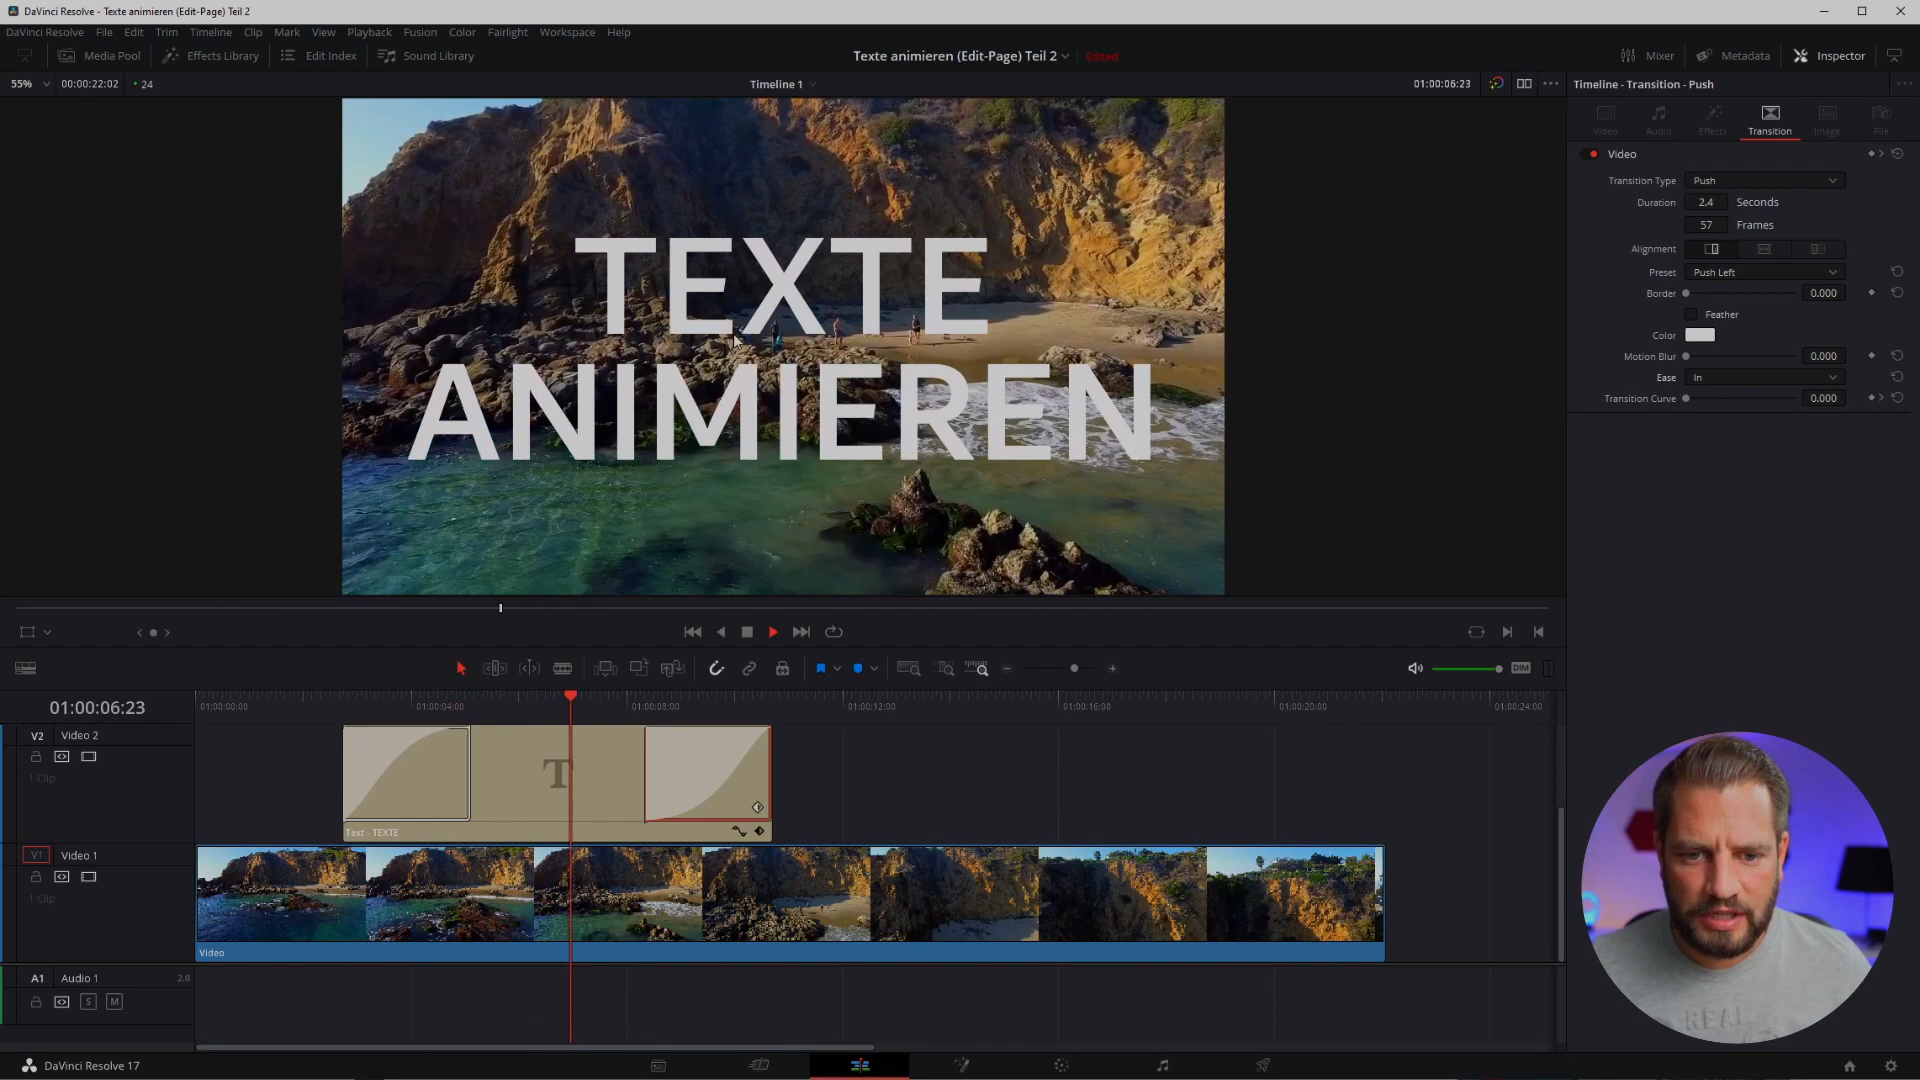 DaVinci Resolve - Texte animieren (Edit-Page) Teil 2
DaVinci Resolve File Edit Trim Timeline Clip Mark View Playback Fusion Color Fairlight Workspace Help
Media Pool Effects Library Edit Index Sound Library Texte animieren (Edit-Page) Teil 2 Edited Mixer Metadata Inspector
55% 00:00:22:02 24 Timeline 1 01:00:06:23 Timeline - Transition - Push
Video Audio Effects Transition Image File
Video
Transition Type Push
Duration 2.4 Seconds
57 Frames
Alignment
Preset Push Left
Border 0.000
Feather
Color
Motion Blur 0.000
Ease In
Transition Curve 0.000
TEXTE
ANIMIEREN
DIM
01:00:06:23 01:00:00:00 01:00:04:00 01:00:08:00 01:00:12:00 01:00:16:00 01:00:20:00 01:00:24:00
V2 Video 2
1 Clip
T
Text - TEXTE
V1 Video 1
1 Clip
Video
A1 Audio 1 2.0
S M
REAL
DaVinci Resolve 17